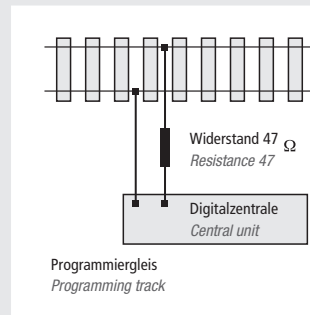 Widerstand 47 Ω
Resistance 47
Digitalzentrale
Central unit
Programmiergleis
Programming track